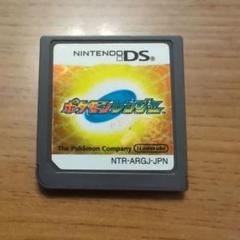 NINTENDO DS
ポケモンレンジャー
The Pokémon Company Nintendo
NTR-ARGJ-JPN